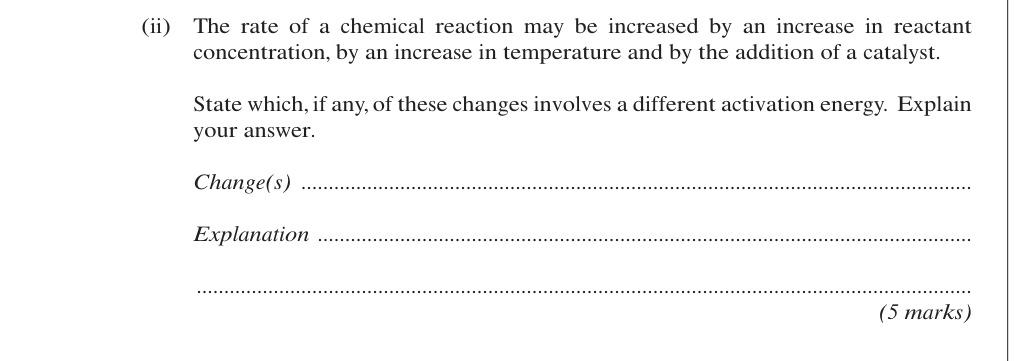 (ii) The rate of a chemical reaction may be increased by an increase in reactant
concentration, by an increase in temperature and by the addition of a catalyst.
State which, if any, of these changes involves a different activation energy. Explain
your answer.
Change(s) ..........................................................................................................................
Explanation .......................................................................................................................
.............................................................................................................................................
(5 marks)